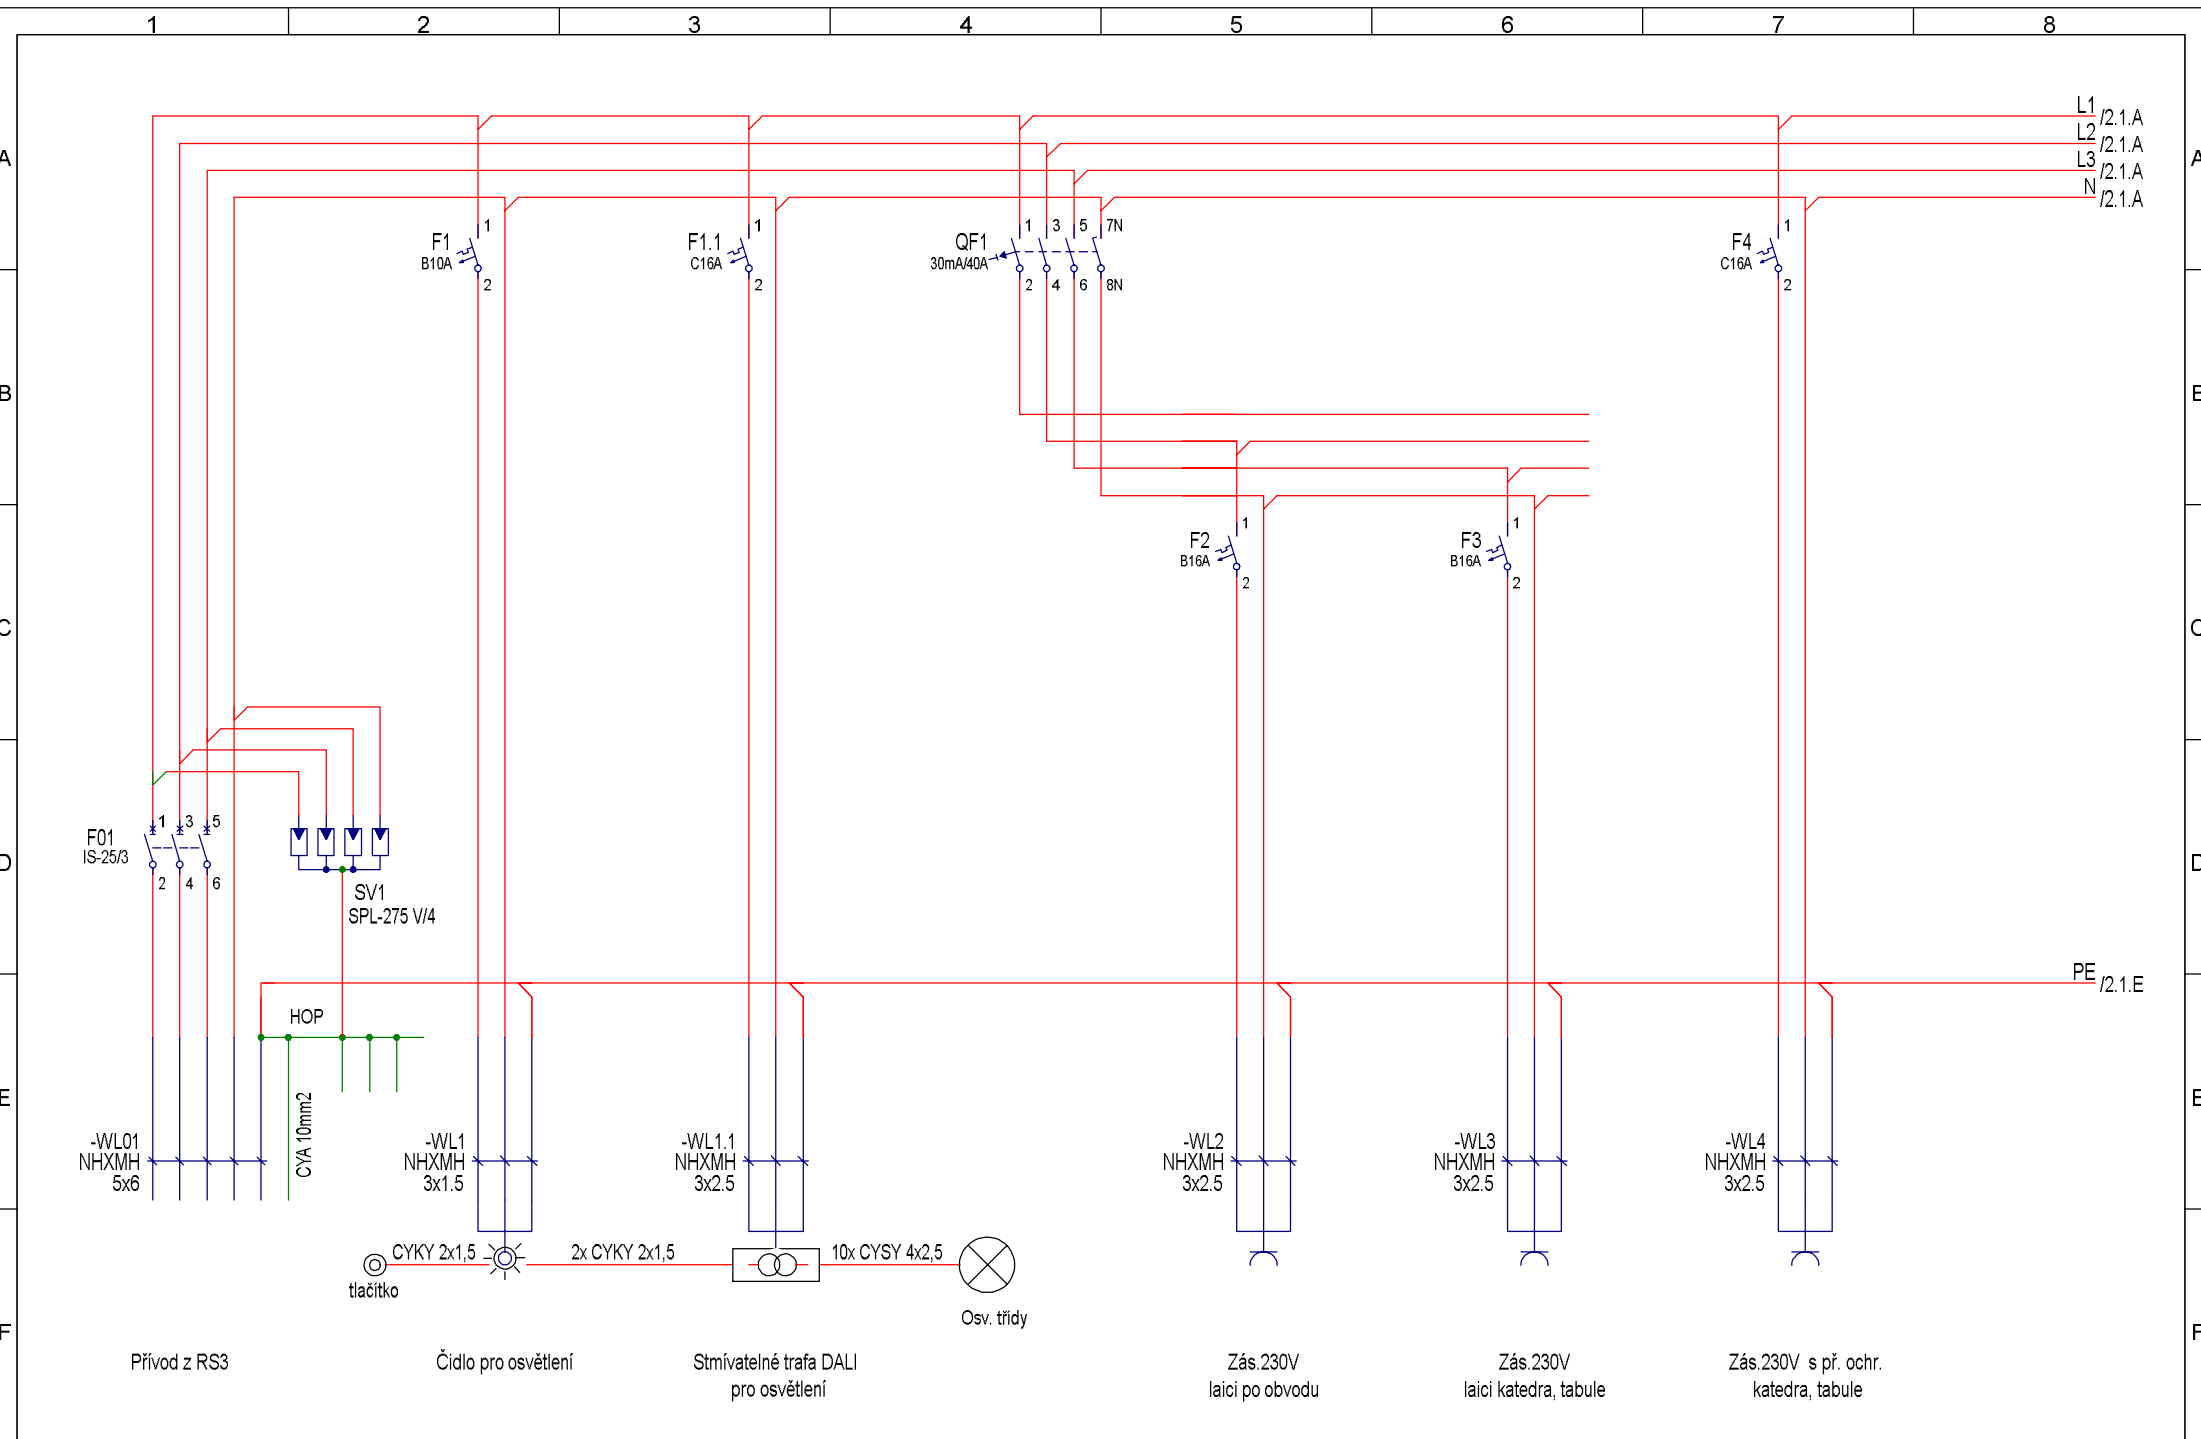 1 2 3 4 5 6 7 8
L1 /2.1.A
L2 /2.1.A
L3 /2.1.A
N /2.1.A
A A
F1
B10A
1
2
F1.1
C16A
1
2
QF1
30mA/40A
1 3 5 7N
2 4 6 8N
F4
C16A
1
2
B
F2
B16A
1
2
F3
B16A
1
2
C
F01
IS-25/3
1 3 5
2 4 6
D D
SV1
SPL-275 V/4
PE /2.1.E
HOP
E
CYA 10mm2
-WL01
NHXMH
5x6
-WL1
NHXMH
3x1.5
-WL1.1
NHXMH
3x2.5
-WL2
NHXMH
3x2.5
-WL3
NHXMH
3x2.5
-WL4
NHXMH
3x2.5
CYKY 2x1,5
2x CYKY 2x1,5
10x CYSY 4x2,5
tlačítko
Osv. třídy
F F
Přívod z RS3
Čidlo pro osvětlení
Stmívatelné trafa DALI
pro osvětlení
Zás.230V
laici po obvodu
Zás.230V
laici katedra, tabule
Zás.230V s př. ochr.
katedra, tabule